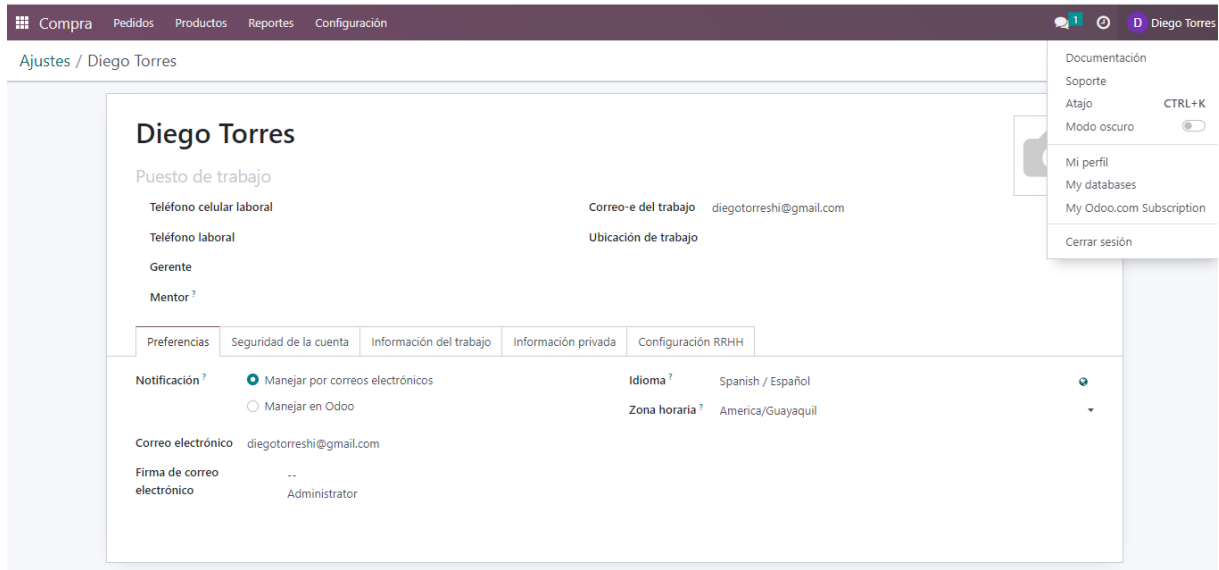 Compra Pedidos Productos Reportes Configuración 1 D Diego Torres
Ajustes / Diego Torres
Documentación
Soporte
Atajo CTRL+K
Modo oscuro
Mi perfil
My databases
My Odoo.com Subscription
Cerrar sesión
Diego Torres
Puesto de trabajo
Teléfono celular laboral
Teléfono laboral
Gerente
Mentor ?
Correo-e del trabajo diegotorreshi@gmail.com
Ubicación de trabajo
Preferencias Seguridad de la cuenta Información del trabajo Información privada Configuración RRHH
Notificación ? Manejar por correos electrónicos
Manejar en Odoo
Correo electrónico diegotorreshi@gmail.com
Firma de correo
electrónico
--
Administrator
Idioma ? Spanish / Español
Zona horaria ? America/Guayaquil